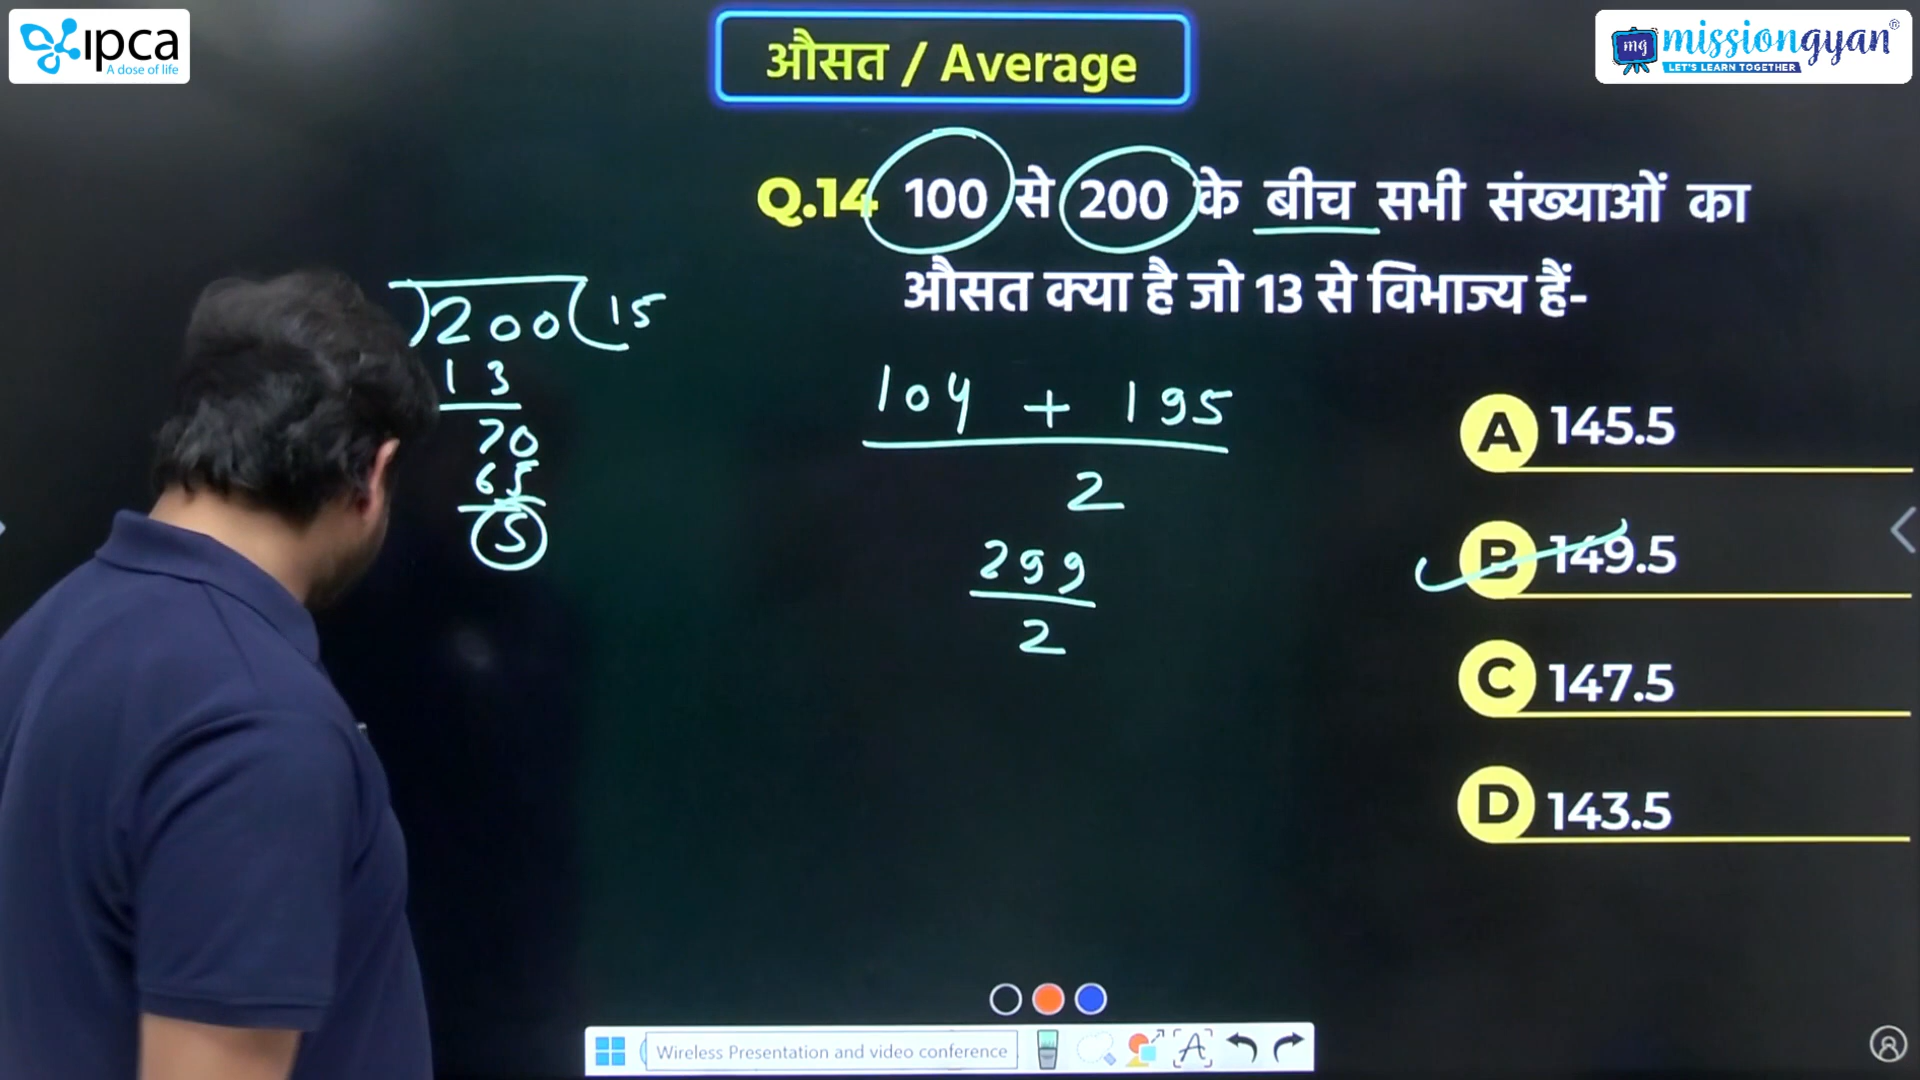 ipca
A dose of life
औसत / Average
mg missiongyan®
LET'S LEARN TOGETHER
Q.14 100 से 200 के बीच सभी संख्याओं का
औसत क्या है जो 13 से विभाज्य हैं-
)200( 15
13
70
65
5
104 + 195
2
299
2
A 145.5
B 149.5
C 147.5
D 143.5
Wireless Presentation and video conference
A